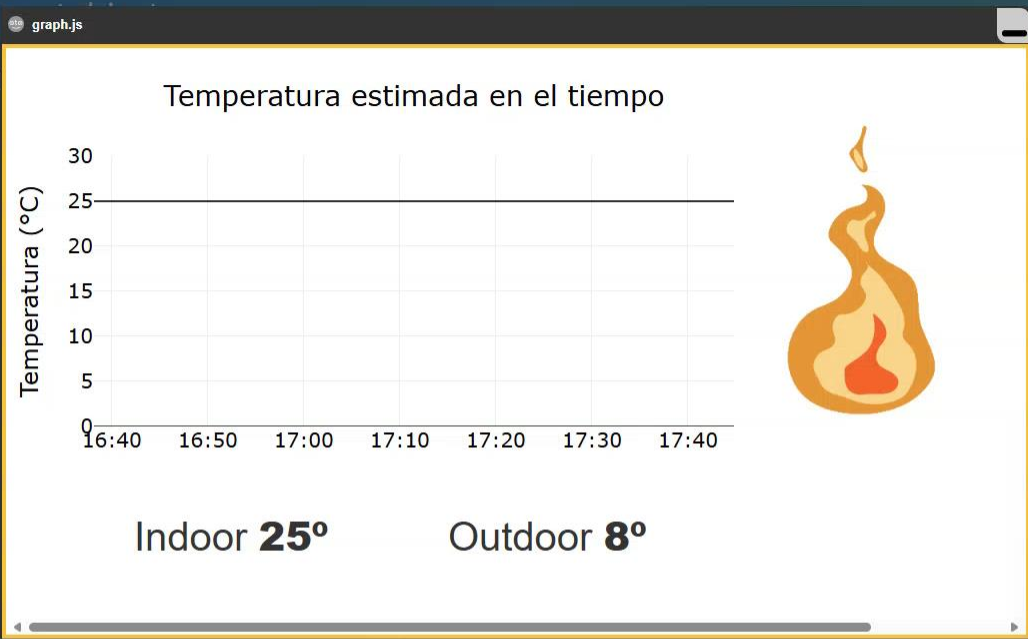 graph.js
Temperatura estimada en el tiempo
Temperatura (°C)
30
25
20
15
10
5
0
16:40 16:50 17:00 17:10 17:20 17:30 17:40
Indoor 25º Outdoor 8º